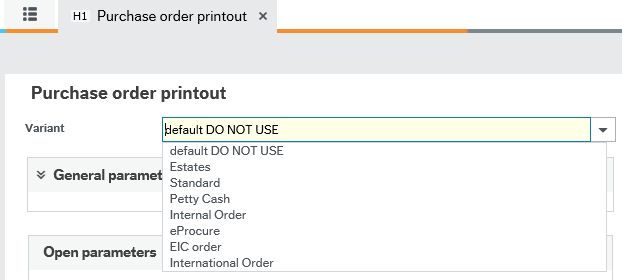 H1 Purchase order printout ×
Purchase order printout
Variant default DO NOT USE
default DO NOT USE
Estates
General paramet
Standard
Petty Cash
Internal Order
eProcure
Open parameters
EIC order
International Order